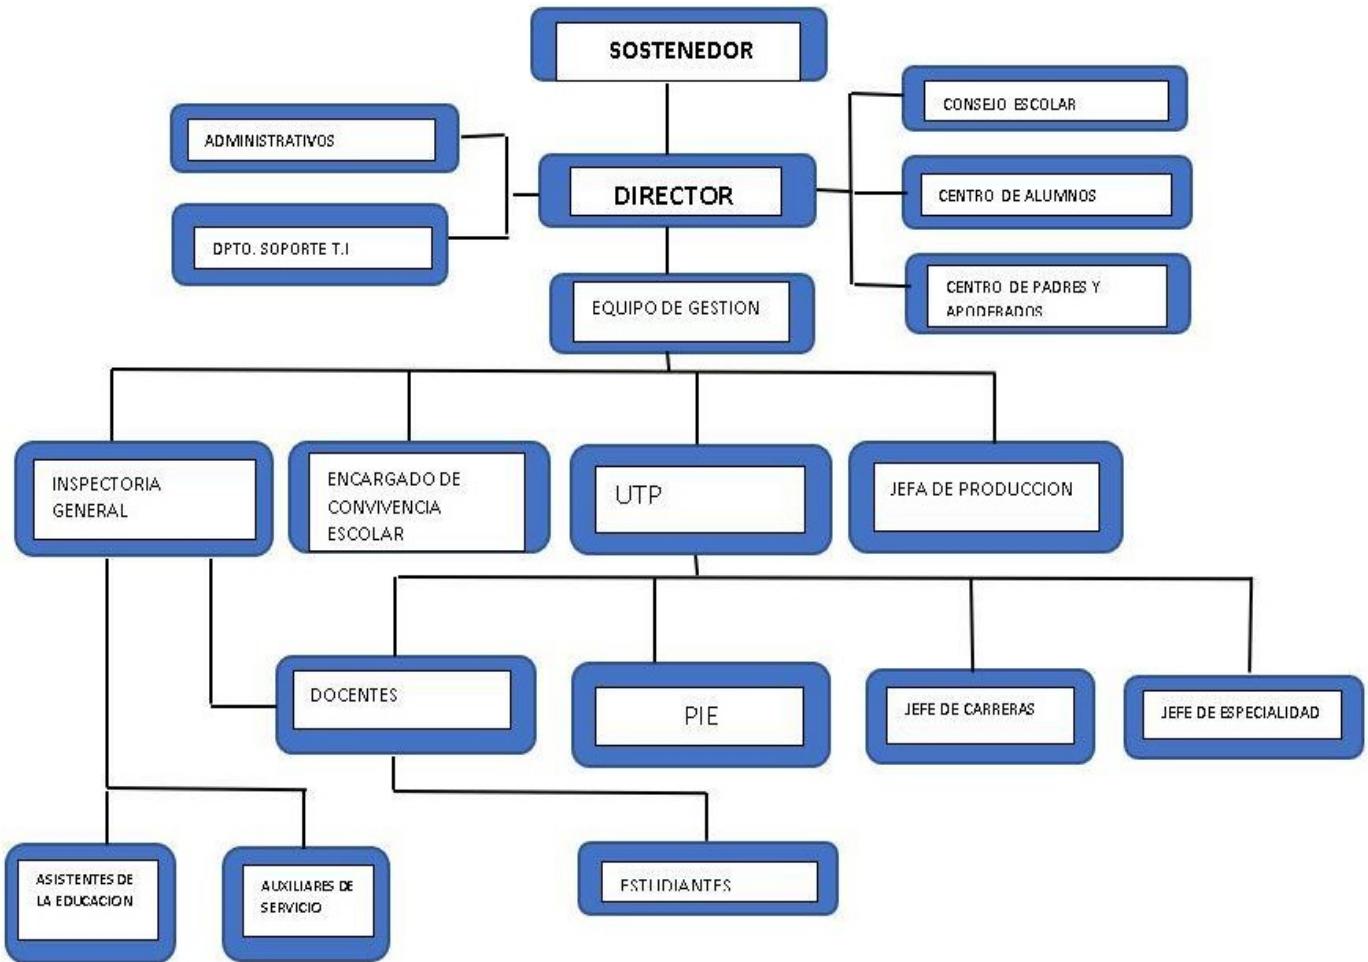 SOSTENEDOR
CONSEJO ESCOLAR
ADMINISTRATIVOS
DIRECTOR
CENTRO DE ALUMNOS
DPTO. SOPORTE T.I
CENTRO DE PADRES Y
APODERADOS
EQUIPO DE GESTION
INSPECTORIA
GENERAL
ENCARGADO DE
CONVIVENCIA
ESCOLAR
UTP
JEFA DE PRODUCCION
DOCENTES
PIE
JEFE DE CARRERAS
JEFE DE ESPECIALIDAD
ASISTENTES DE
LA EDUCACION
AUXILIARES DE
SERVICIO
ESTUDIANTES